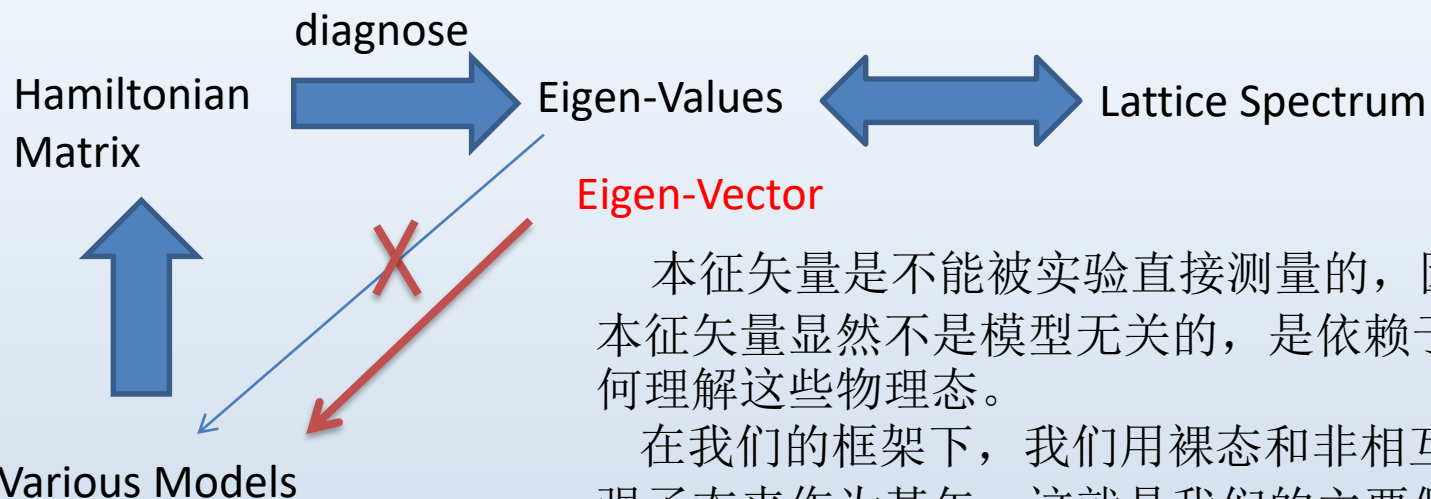 diagnose
Hamiltonian
Matrix
Eigen-Values
Lattice Spectrum
Eigen-Vector
本征矢量是不能被实验直接测量的，因
本征矢量显然不是模型无关的，是依赖于
何理解这些物理态。
在我们的框架下，我们用裸态和非相互
Various Models